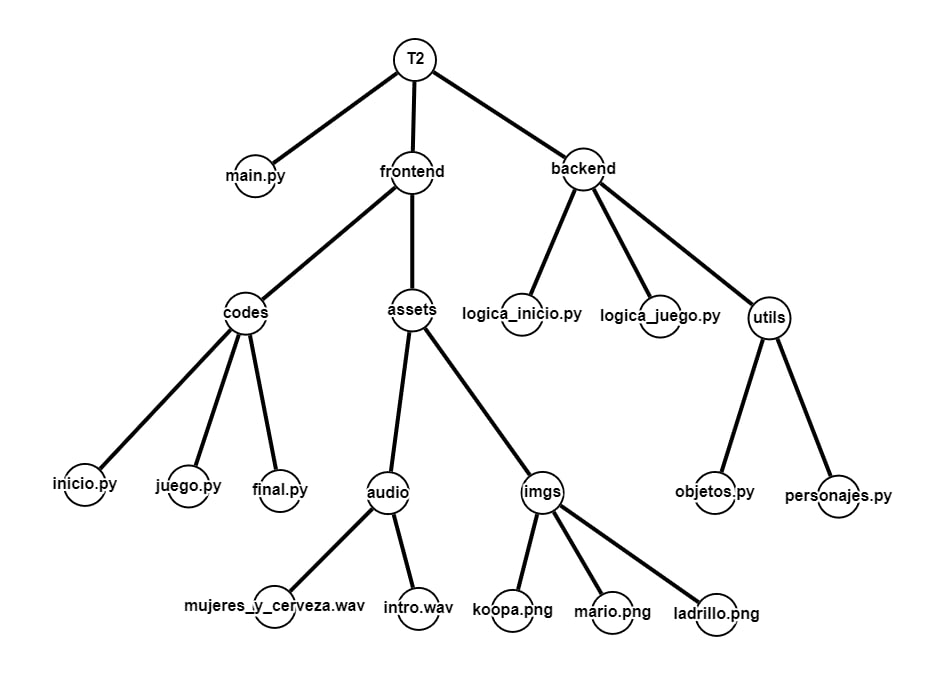 T2
main.py
frontend
backend
codes
assets
logica_inicio.py
logica_juego.py
utils
inicio.py
juego.py
final.py
audio
imgs
objetos.py
personajes.py
mujeres_y_cerveza.wav
intro.wav
koopa.png
mario.png
ladrillo.png